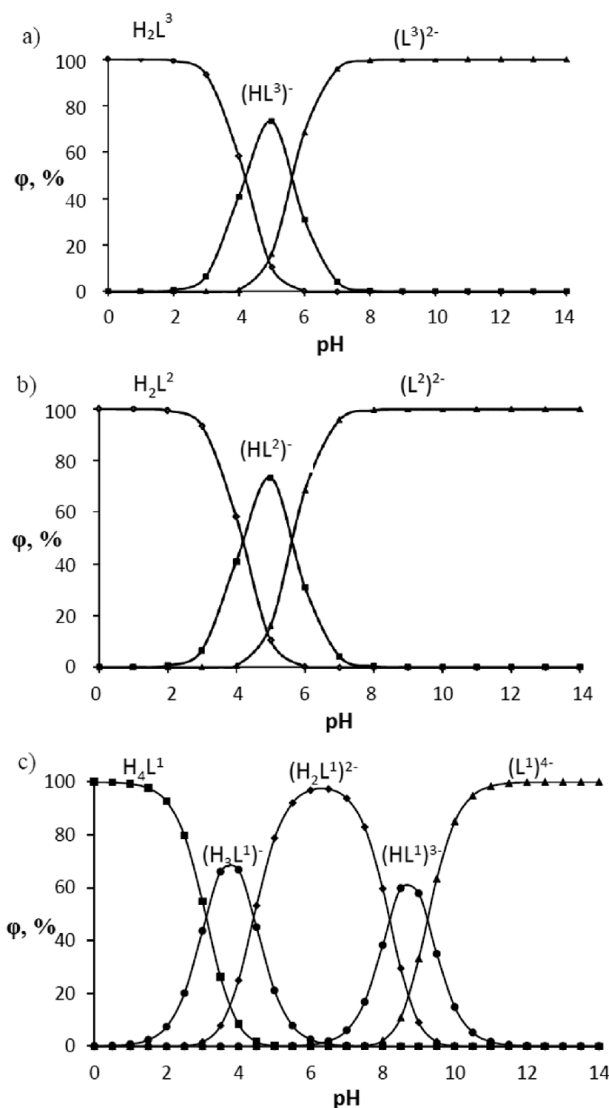 a)
H₂L³ (L³)²⁻
(HL³)⁻
100
80
60
φ, %
40
20
0
0 2 4 6 8 10 12 14
pH
b)
H₂L² (L²)²⁻
(HL²)⁻
100
80
60
φ, %
40
20
0
0 2 4 6 8 10 12 14
pH
c)
H₄L¹ (H₂L¹)²⁻ (L¹)⁴⁻
(H₃L¹)⁻ (HL¹)³⁻
100
80
60
φ, %
40
20
0
0 2 4 6 8 10 12 14
pH